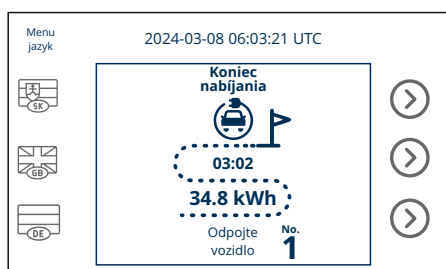 Menu
jazyk
2024-03-08 06:03:21 UTC
Koniec
nabíjania
SK
03:02
GB
34.8 kWh
DE
Odpojte
vozidlo
No.
1